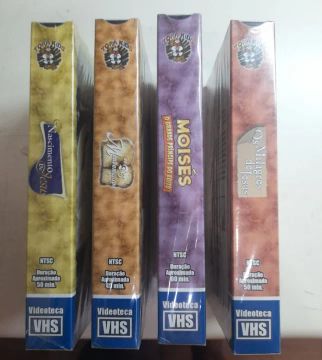 Nascimento
de Jesus
NTSC
Duração
Aproximada
50 min.
Videoteca
VHS
NTSC
Duração
Aproximada
Videoteca
VHS
MOISÉS
NTSC
Duração
Aproximada
50 min.
Videoteca
VHS
Os Milagres
de Jesus
NTSC
Duração
Aproximada
50 min.
Videoteca
VHS